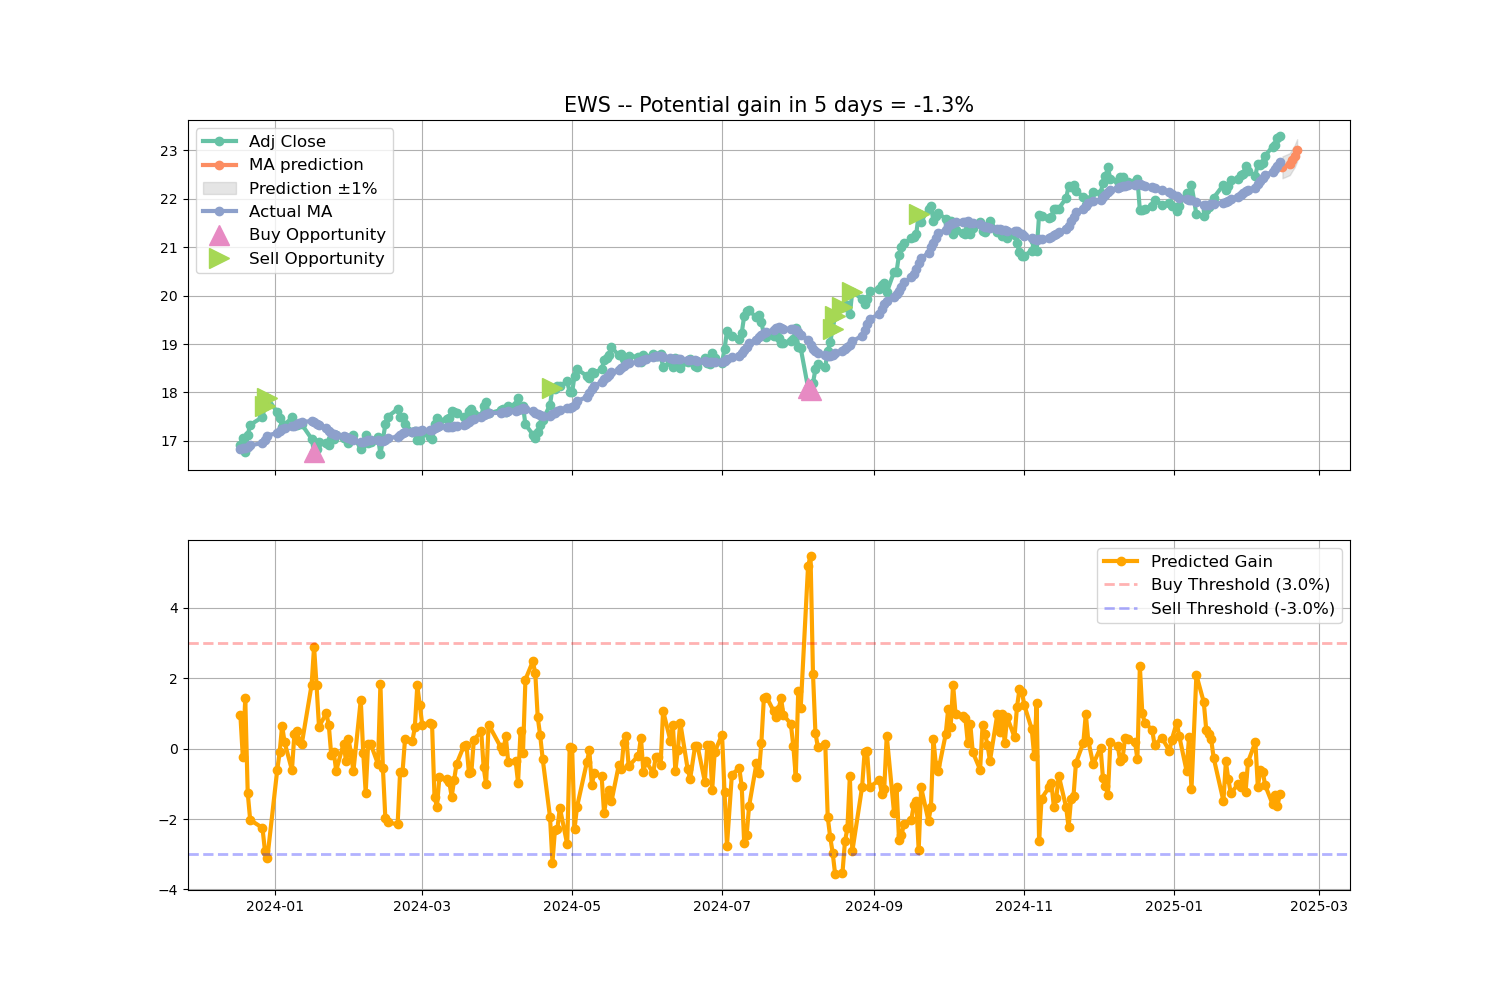 EWS -- Potential gain in 5 days = -1.3%
Adj Close
MA prediction
Prediction ±1%
Actual MA
Buy Opportunity
Sell Opportunity
23
22
21
20
19
18
17
Predicted Gain
Buy Threshold (3.0%)
Sell Threshold (-3.0%)
4
2
0
−2
−4
2024-01 2024-03 2024-05 2024-07 2024-09 2024-11 2025-01 2025-03